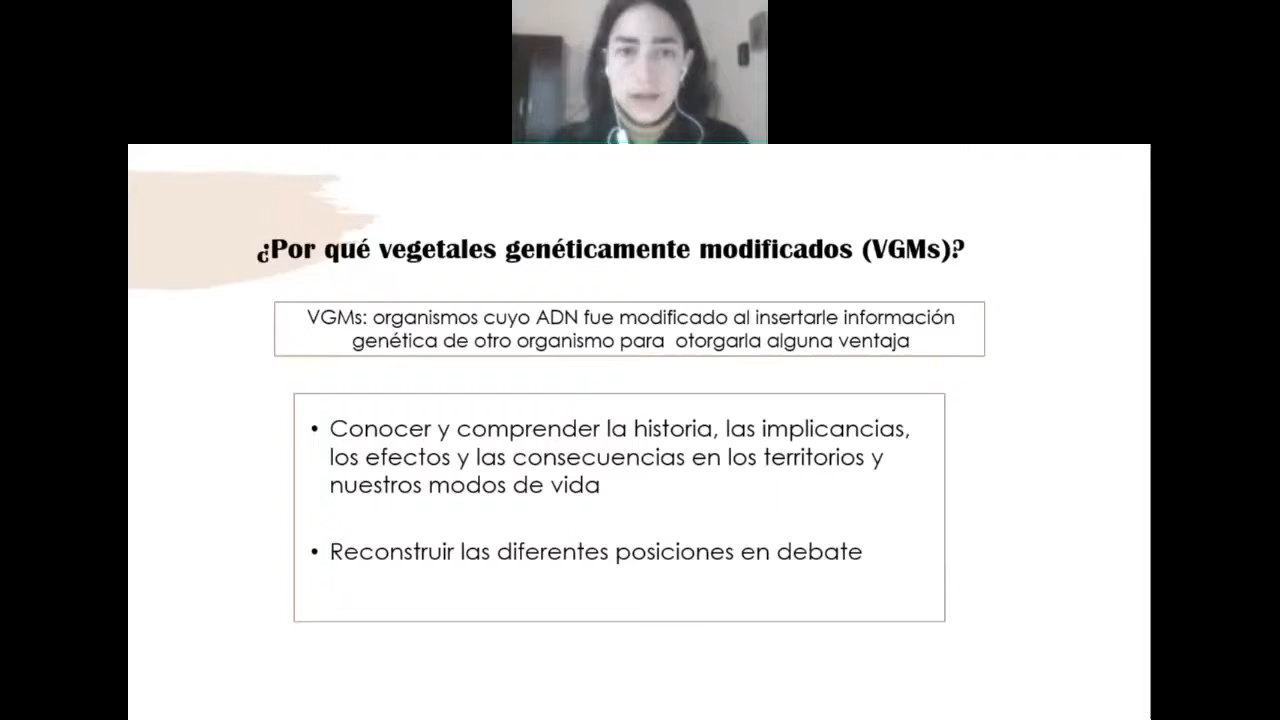 ¿Por qué vegetales genéticamente modificados (VGMs)?
VGMs: organismos cuyo ADN fue modificado al insertarle información
genética de otro organismo para otorgarla alguna ventaja
• Conocer y comprender la historia, las implicancias,
los efectos y las consecuencias en los territorios y
nuestros modos de vida
• Reconstruir las diferentes posiciones en debate